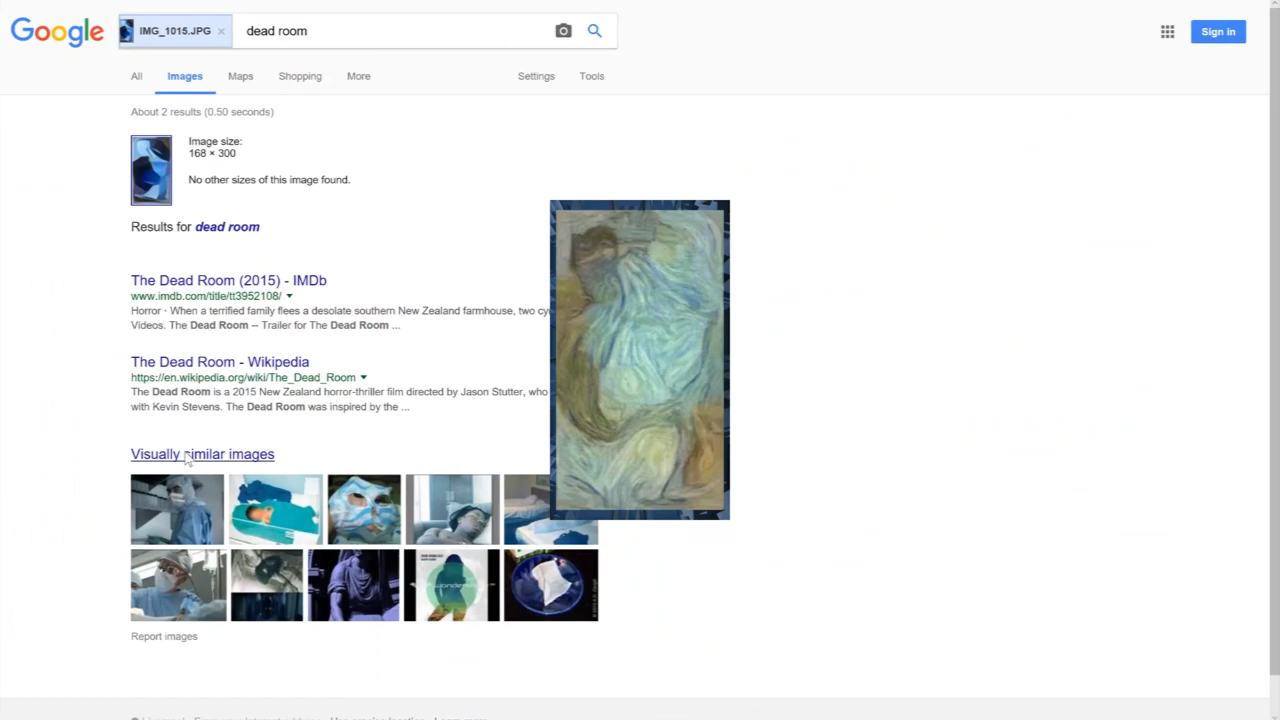 Google
IMG_1015.JPG × dead room
Sign in
All Images Maps Shopping More Settings Tools
About 2 results (0.50 seconds)
Image size:
168 × 300
No other sizes of this image found.
Results for dead room
The Dead Room (2015) - IMDb
www.imdb.com/title/tt3952108/
Horror · When a terrified family flees a desolate southern New Zealand farmhouse, two
Videos. The Dead Room -- Trailer for The Dead Room ...
The Dead Room - Wikipedia
https://en.wikipedia.org/wiki/The_Dead_Room
The Dead Room is a 2015 New Zealand horror-thriller film directed by Jason Stutter, who
with Kevin Stevens. The Dead Room was inspired by the ...
Visually similar images
Report images